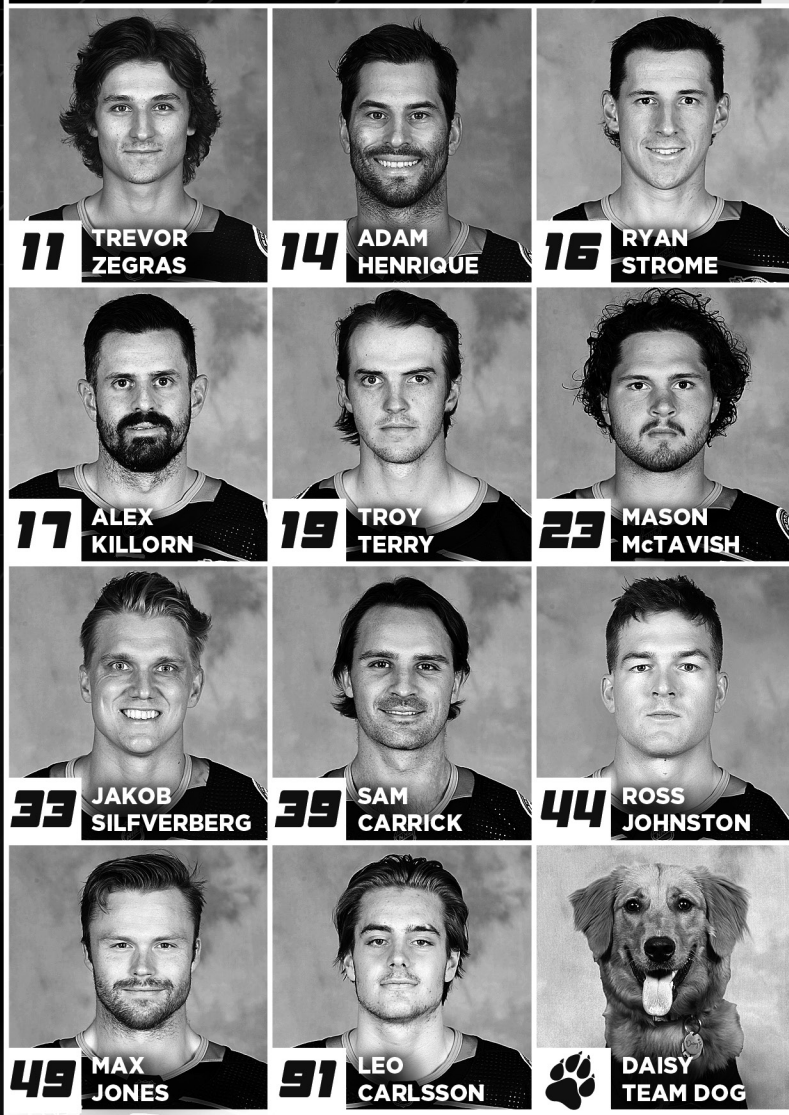 11 TREVOR
ZEGRAS
14 ADAM
HENRIQUE
16 RYAN
STROME
17 ALEX
KILLORN
19 TROY
TERRY
23 MASON
McTAVISH
33 JAKOB
SILFVERBERG
39 SAM
CARRICK
44 ROSS
JOHNSTON
49 MAX
JONES
91 LEO
CARLSSON
DAISY
TEAM DOG